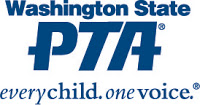 Washington State
PTA®
everychild. onevoice.®